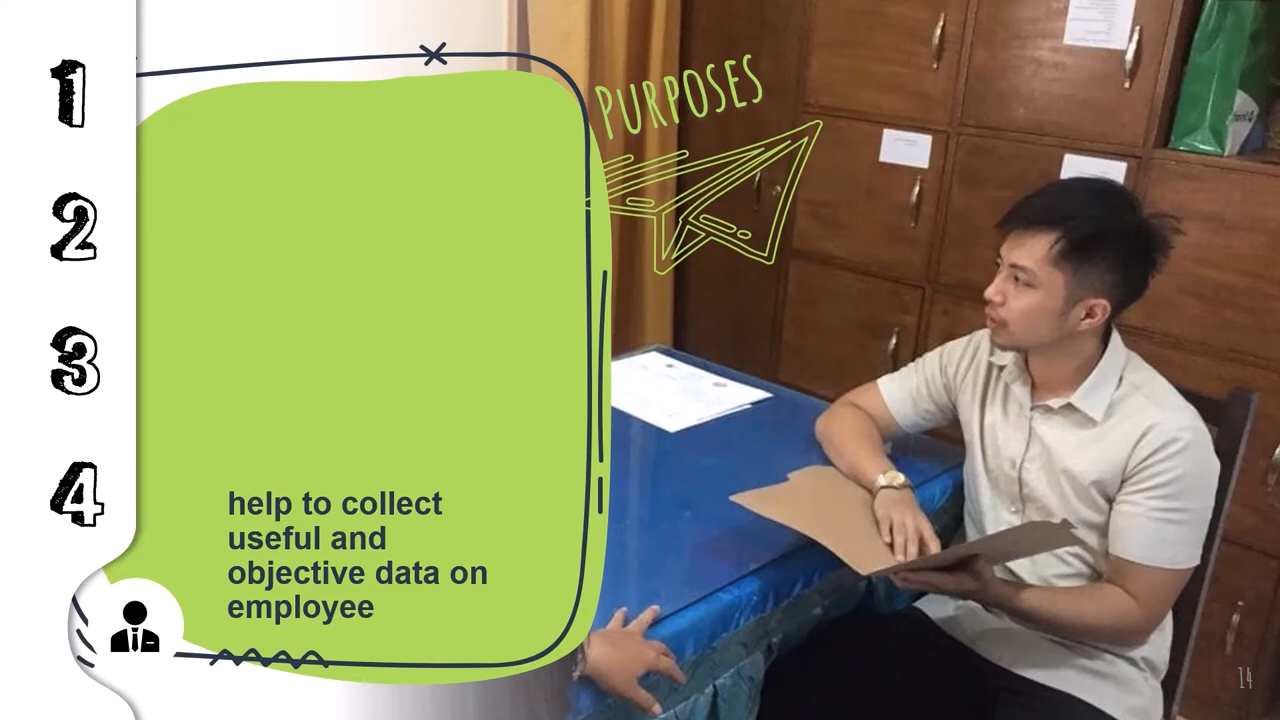 1
2
3
4
PURPOSES
help to collect
useful and
objective data on
employee
14